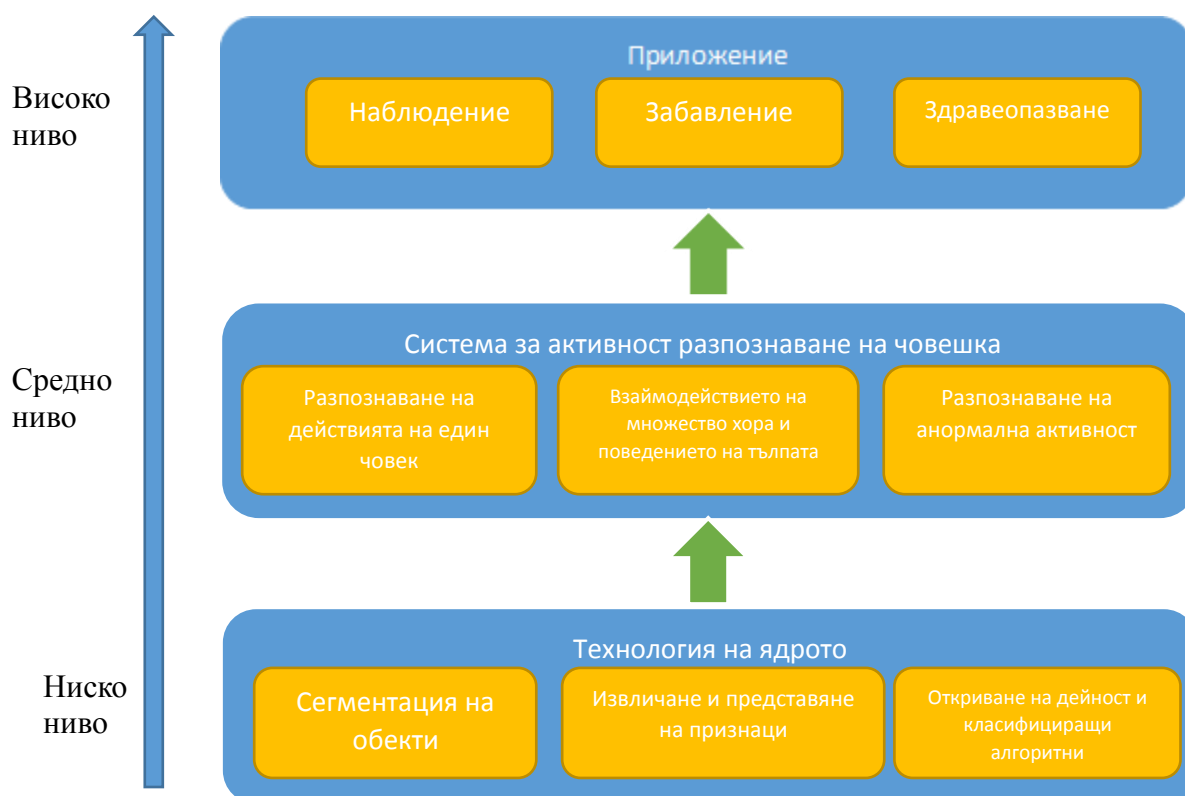 Високо
ниво
Приложение
Наблюдение
Забавление
Здравеопазване
Средно
ниво
Система за активност разпознаване на човешка
Разпознаване на
действията на един
човек
Взаймодействието на
множество хора и
поведението на тълпата
Разпознаване на
анормална активност
Ниско
ниво
Технология на ядрото
Сегментация на
обекти
Извличане и представяне
на признаци
Откриване на дейност и
класифициращи
алгоритни